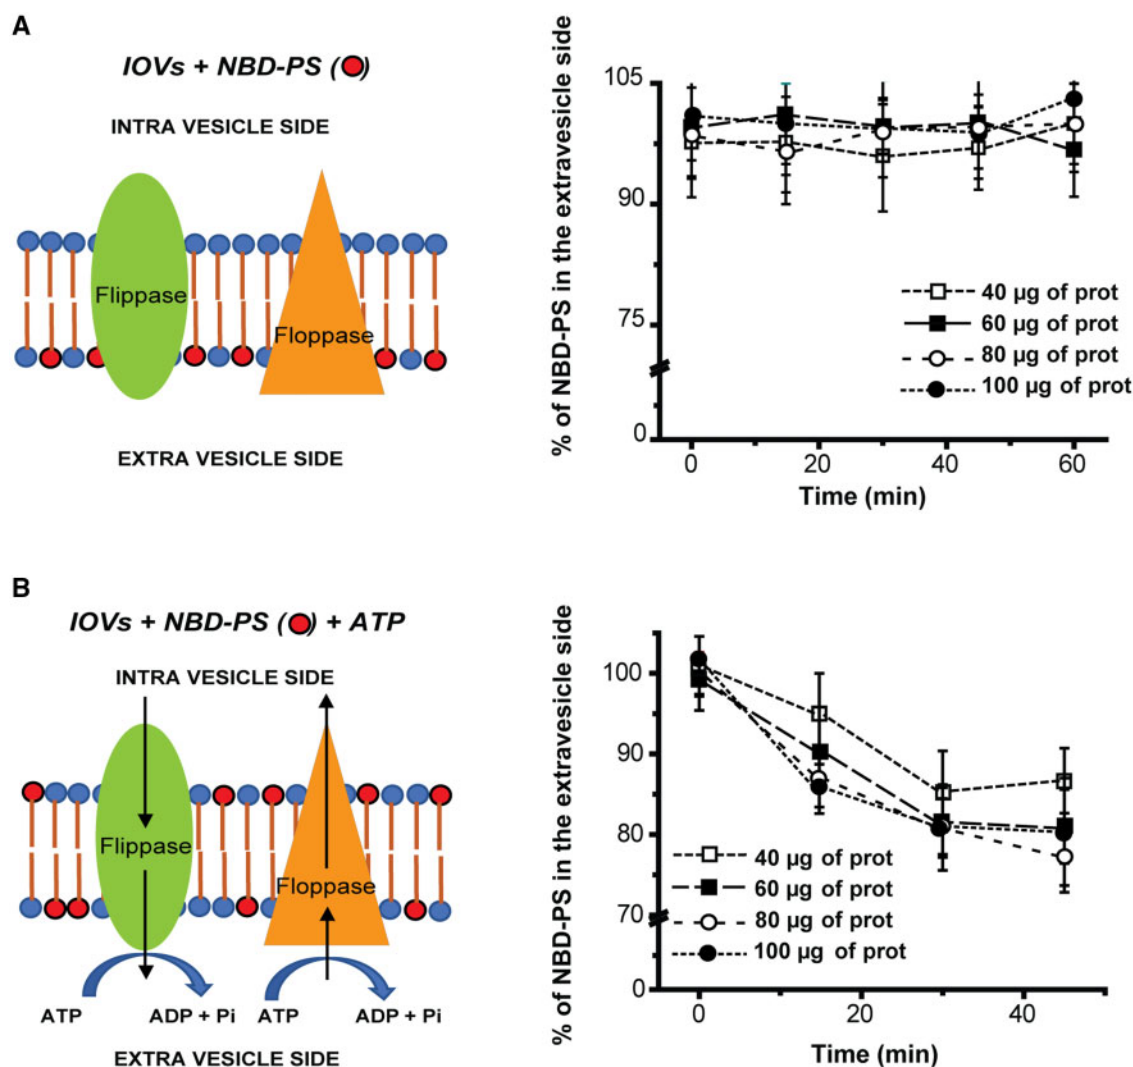 A
IOVs + NBD-PS ( )
INTRA VESICLE SIDE
Flippase
Floppase
EXTRA VESICLE SIDE
% of NBD-PS in the extravesicle side
105
90
75
0
40 µg of prot
60 µg of prot
80 µg of prot
100 µg of prot
0 20 40 60
Time (min)
B
IOVs + NBD-PS ( ) + ATP
INTRA VESICLE SIDE
Flippase
Floppase
ATP ADP + Pi ATP ADP + Pi
EXTRA VESICLE SIDE
% of NBD-PS in the extravesicle side
100
90
80
70
0
40 µg of prot
60 µg of prot
80 µg of prot
100 µg of prot
0 20 40
Time (min)